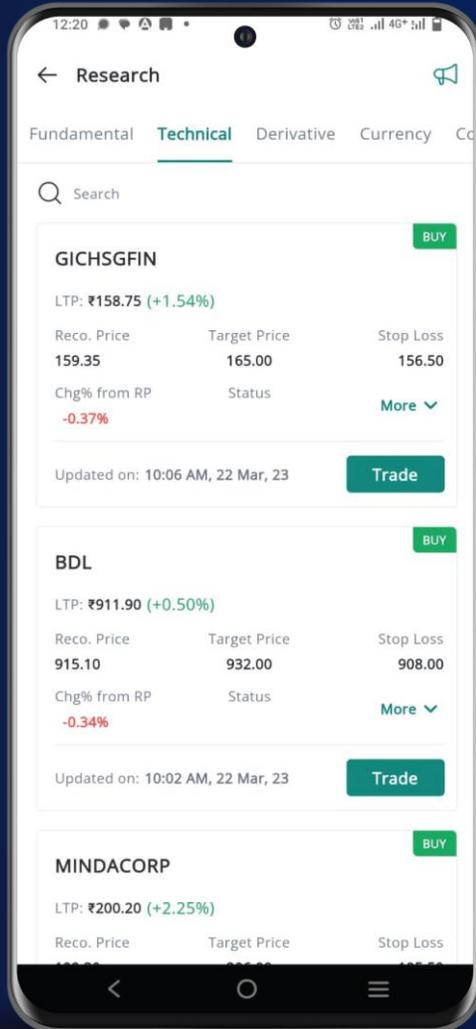 12:20
4G+
Research
Fundamental Technical Derivative Currency Co
Search
BUY
GICHSGFIN
LTP: ₹158.75 (+1.54%)
Reco. Price Target Price Stop Loss
159.35 165.00 156.50
Chg% from RP Status
-0.37% More
Updated on: 10:06 AM, 22 Mar, 23 Trade
BUY
BDL
LTP: ₹911.90 (+0.50%)
Reco. Price Target Price Stop Loss
915.10 932.00 908.00
Chg% from RP Status
-0.34% More
Updated on: 10:02 AM, 22 Mar, 23 Trade
BUY
MINDACORP
LTP: ₹200.20 (+2.25%)
Reco. Price Target Price Stop Loss